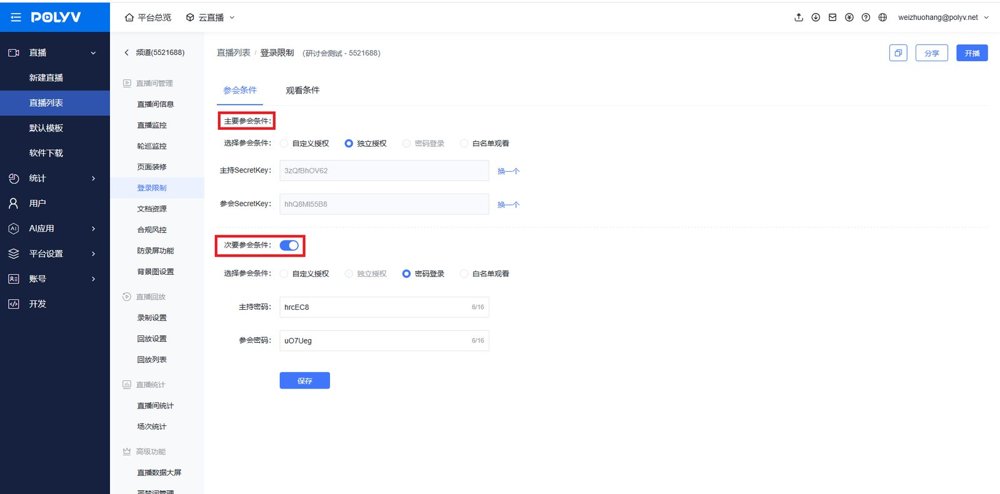 POLYV
平台总览
云直播
weizhuohang@polyv.net
直播
新建直播
直播列表
默认模板
软件下载
统计
用户
AI应用
平台设置
账号
开发
频道(5521688)
直播间管理
直播间信息
直播监控
轮巡监控
页面装修
登录限制
文档资源
合规风控
防录屏功能
背景图设置
直播回放
录制设置
回放设置
回放列表
直播统计
直播间统计
场次统计
高级功能
直播数据大屏
严禁词管理
直播列表 / 登录限制 (研讨会测试 - 5521688)
分享
开播
参会条件 观看条件
主要参会条件:
选择参会条件: 自定义授权 独立授权 密码登录 白名单观看
主持SecretKey: 3zQfBhOV62 换一个
参会SecretKey: hhQ8MI55B8 换一个
次要参会条件:
选择参会条件: 自定义授权 独立授权 密码登录 白名单观看
主持密码: hrcEC8 6/16
参会密码: uO7Ueg 6/16
保存